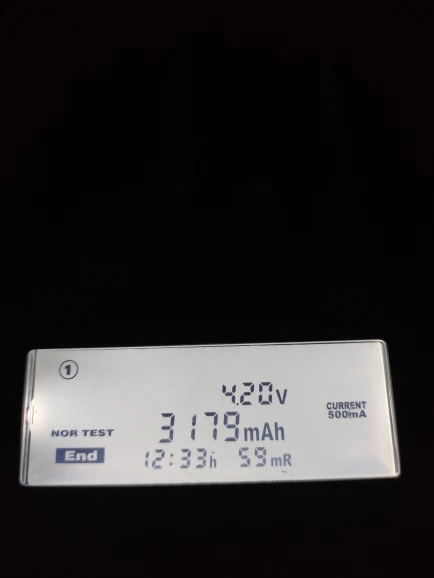 ①
4.20v
CURRENT
500mA
3179mAh
NOR TEST
End
12:33h 59mR